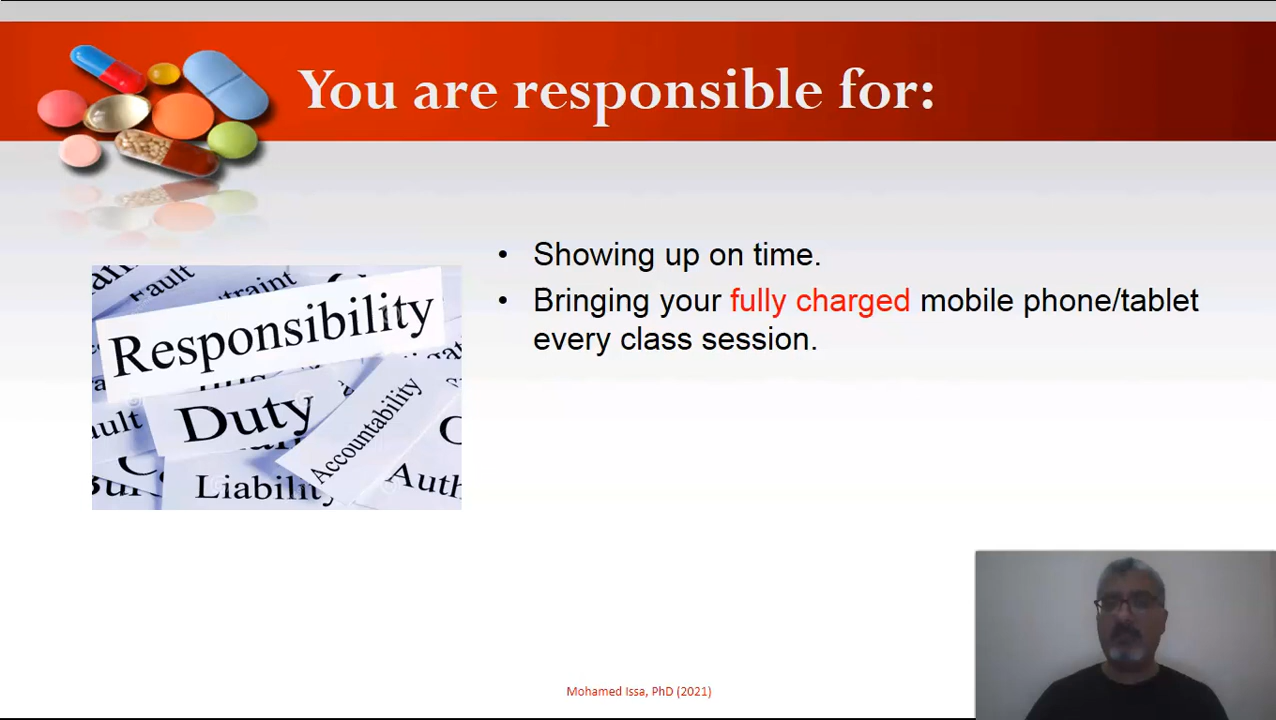 You are responsible for:
• Showing up on time.
• Bringing your fully charged mobile phone/tablet
every class session.
Fault
Responsibility
Duty
Accountability
Liability
Mohamed Issa, PhD (2021)